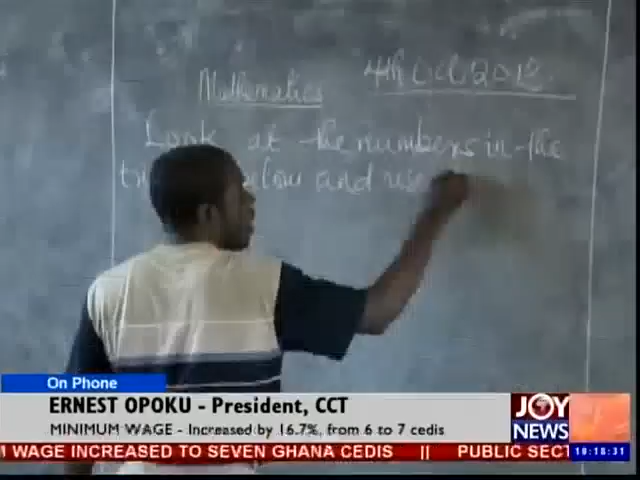 Mathematics 4th Oct 2012
Look at the numbers in the
below and use
On Phone
ERNEST OPOKU - President, CCT
MINIMUM WAGE - Increased by 16.7%, from 6 to 7 cedis
JOY
NEWS
WAGE INCREASED TO SEVEN GHANA CEDIS || PUBLIC SECT
18:18:31